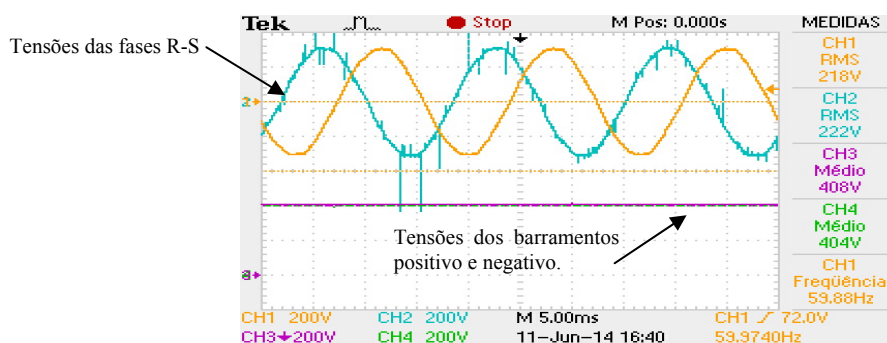 Tek
Stop
M Pos: 0.000s
MEDIDAS
Tensões das fases R-S
CH1
RMS
218V
CH2
RMS
222V
CH3
Médio
408V
CH4
Médio
404V
CH1
Freqüência
59.88Hz
2
Tensões dos barramentos
positivo e negativo.
CH1 200V
CH2 200V
M 5.00ms
CH1
72.0V
CH3 200V
CH4 200V
11-Jun-14 16:40
59.9740Hz